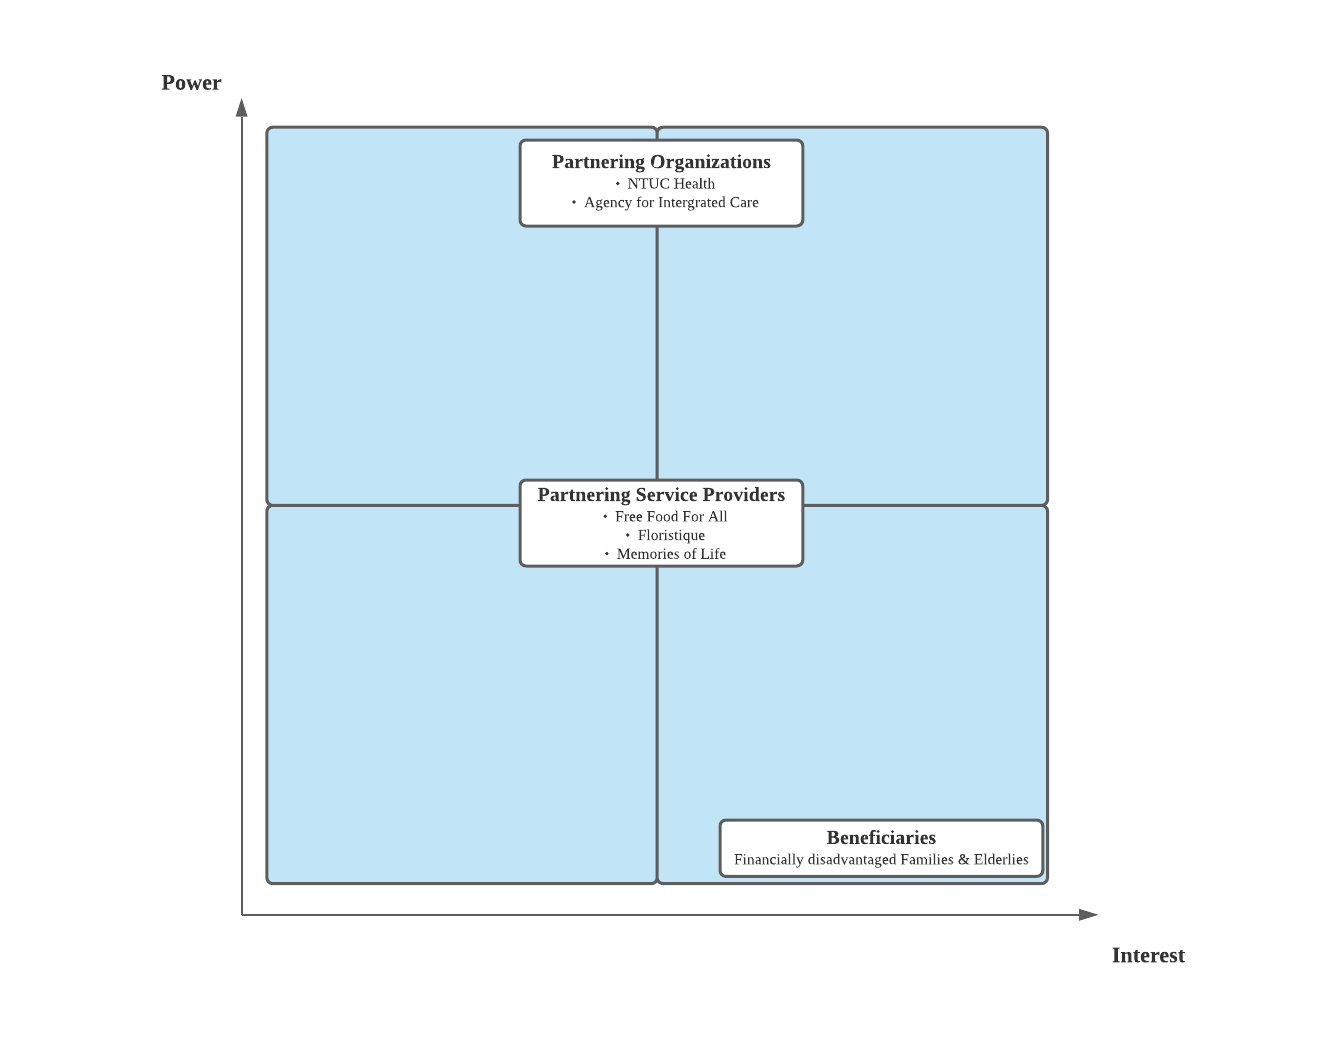 Power
Partnering Organizations
• NTUC Health
• Agency for Intergrated Care
Partnering Service Providers
• Free Food For All
• Floristique
• Memories of Life
Beneficiaries
Financially disadvantaged Families & Elderlies
Interest